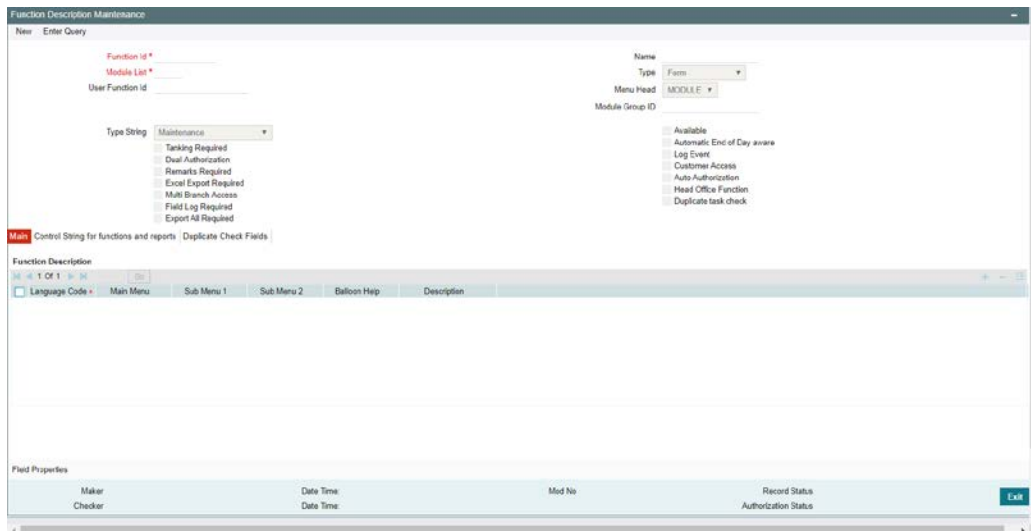 Function Description Maintenance
New Enter Query
Function Id * Name
Module List * Type Form
User Function Id Menu Head MODULE
Module Group ID
Type String Maintenance Available
Tanking Required Automatic End of Day aware
Dual Authorization Log Event
Remarks Required Customer Access
Excel Export Required Auto Authorization
Multi Branch Access Head Office Function
Field Log Required Duplicate task check
Export All Required
Main Control String for functions and reports Duplicate Check Fields
Function Description
1 Of 1 Go
Language Code * Main Menu Sub Menu 1 Sub Menu 2 Balloon Help Description
Field Properties
Maker Date Time: Mod No Record Status
Checker Date Time: Authorization Status
Exit